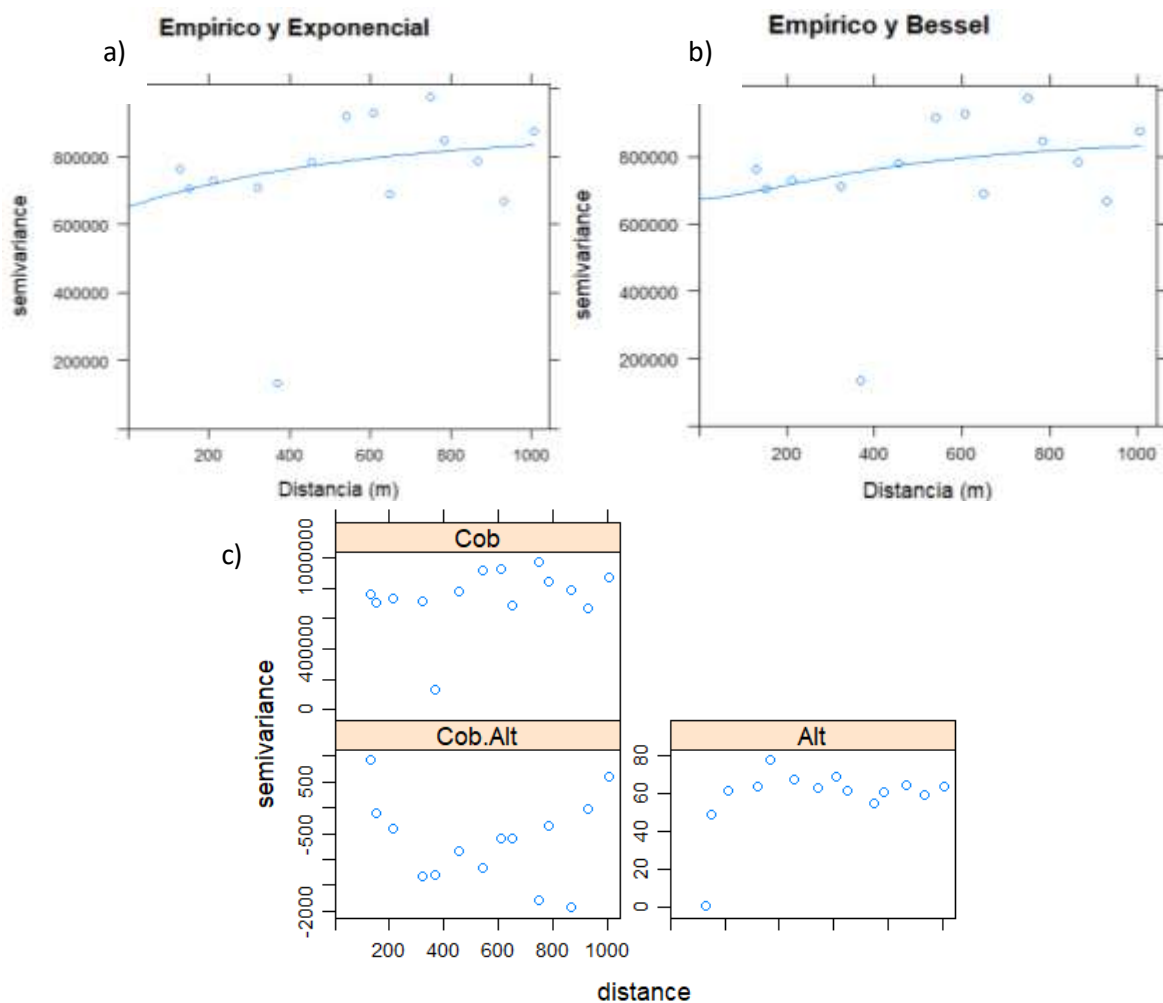 Empírico y Exponencial
a)
800000
600000
400000
200000
semivariance
200 400 600 800 1000
Distancia (m)
Empírico y Bessel
b)
800000
600000
400000
200000
semivariance
200 400 600 800 1000
Distancia (m)
c)
Cob
1000000
400000
0
semivariance
Cob.Alt
500
-500
-2000
200 400 600 800 1000
Alt
80
60
40
20
0
distance